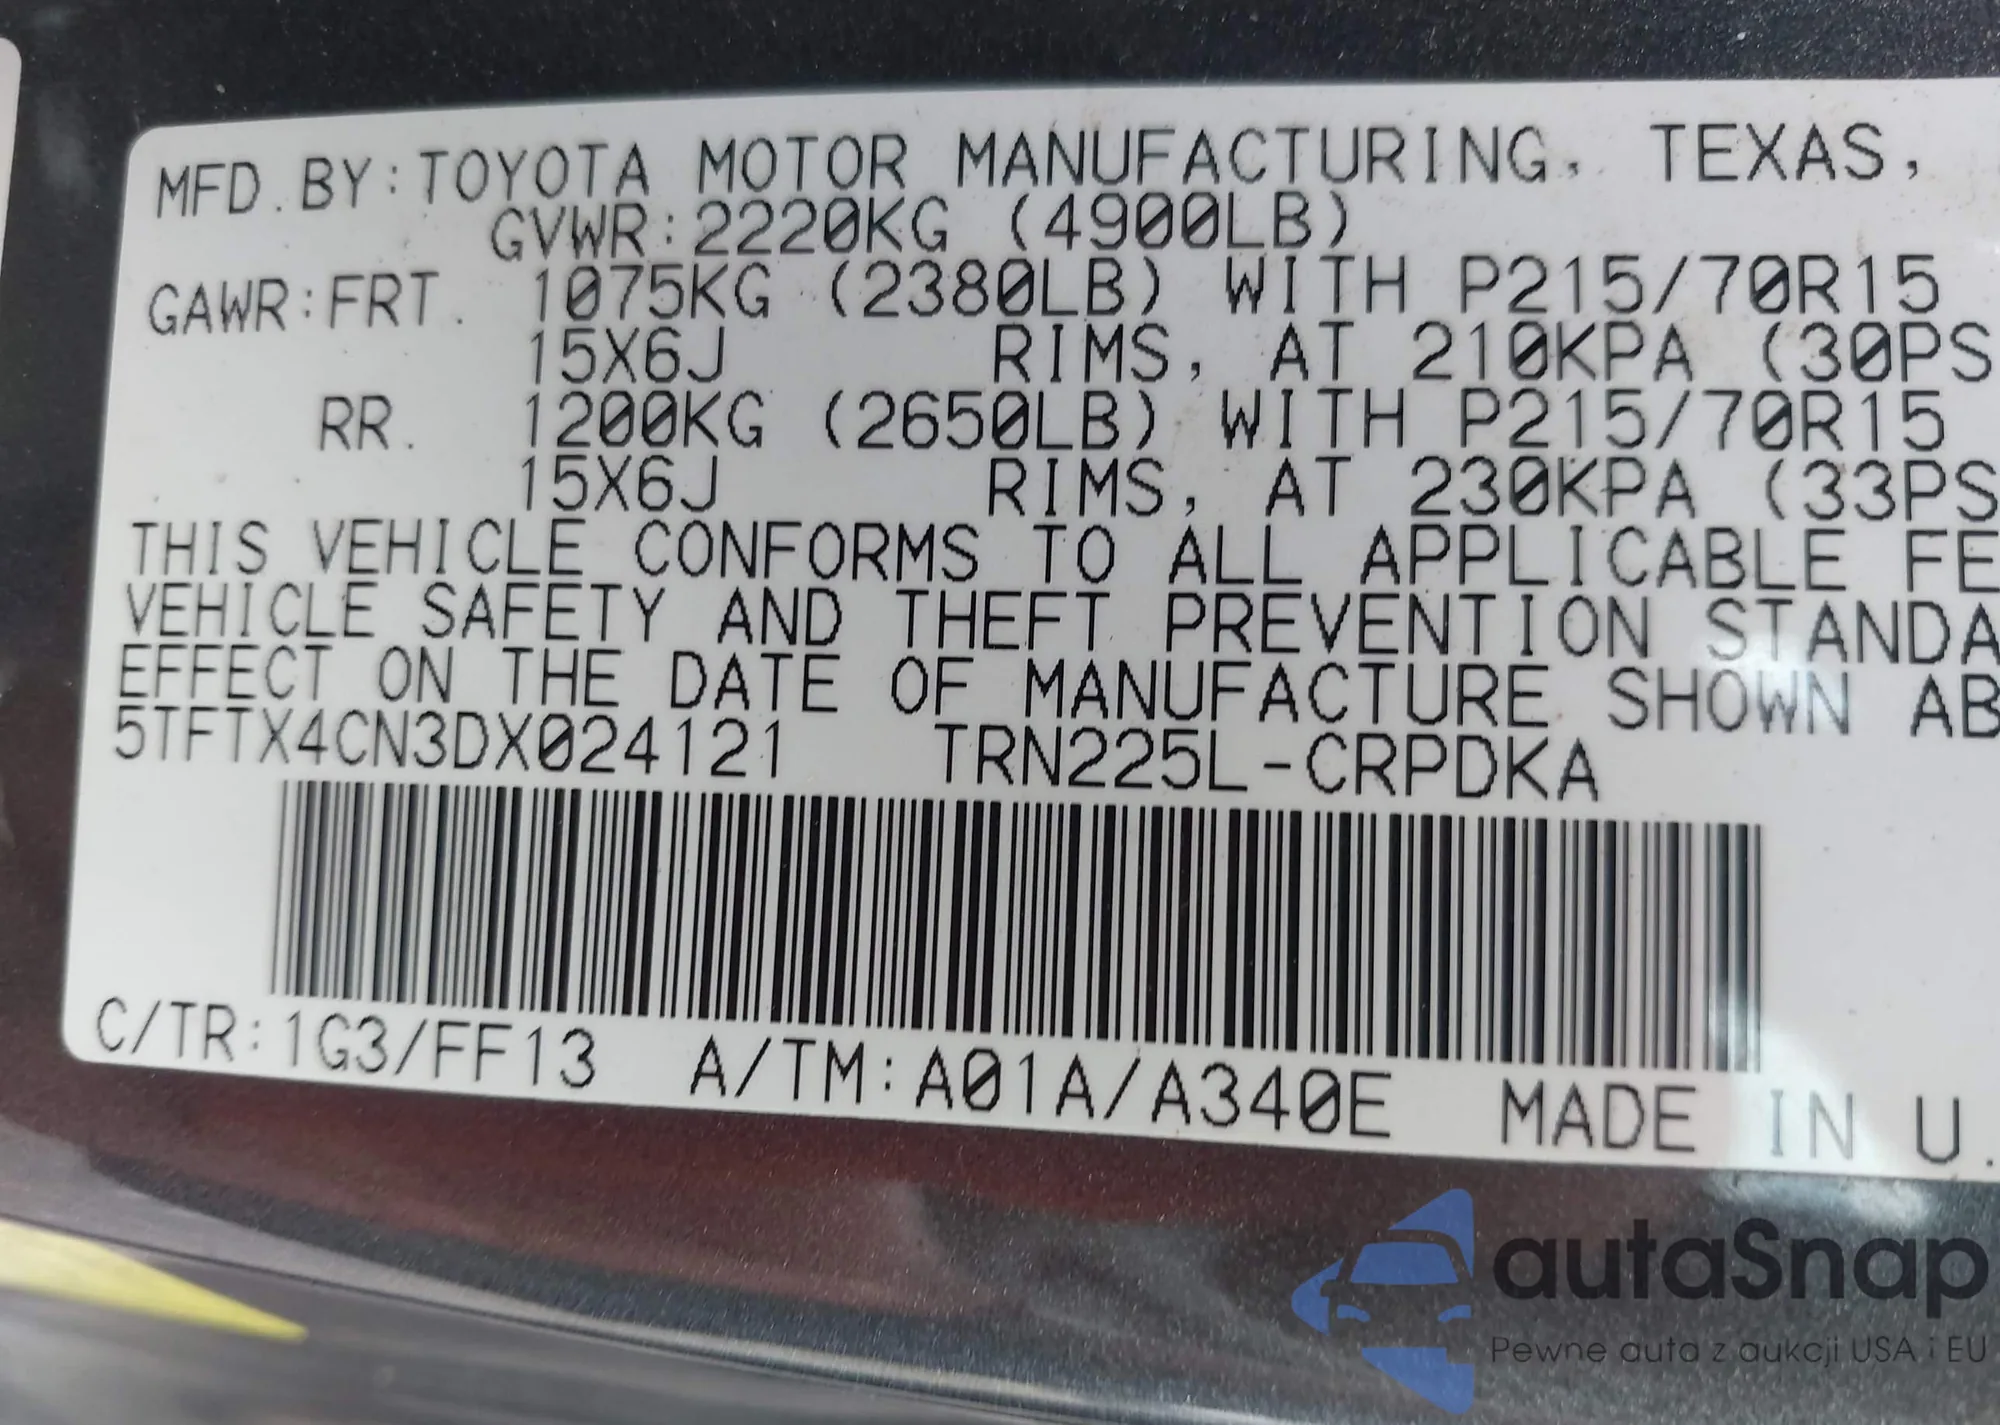 MFD.BY:TOYOTA MOTOR MANUFACTURING, TEXAS,
GVWR:2220KG (4900LB)
GAWR:FRT. 1075KG (2380LB) WITH P215/70R15
15X6J RIMS, AT 210KPA (30PS
RR. 1200KG (2650LB) WITH P215/70R15
15X6J RIMS, AT 230KPA (33PS
THIS VEHICLE CONFORMS TO ALL APPLICABLE FE
VEHICLE SAFETY AND THEFT PREVENTION STANDA
EFFECT ON THE DATE OF MANUFACTURE SHOWN AB
5TFTX4CN3DX024121 TRN225L-CRPDKA
C/TR:1G3/FF13 A/TM:A01A/A340E MADE IN U.
autaSnap
Pewne auta z aukcji USA i EU